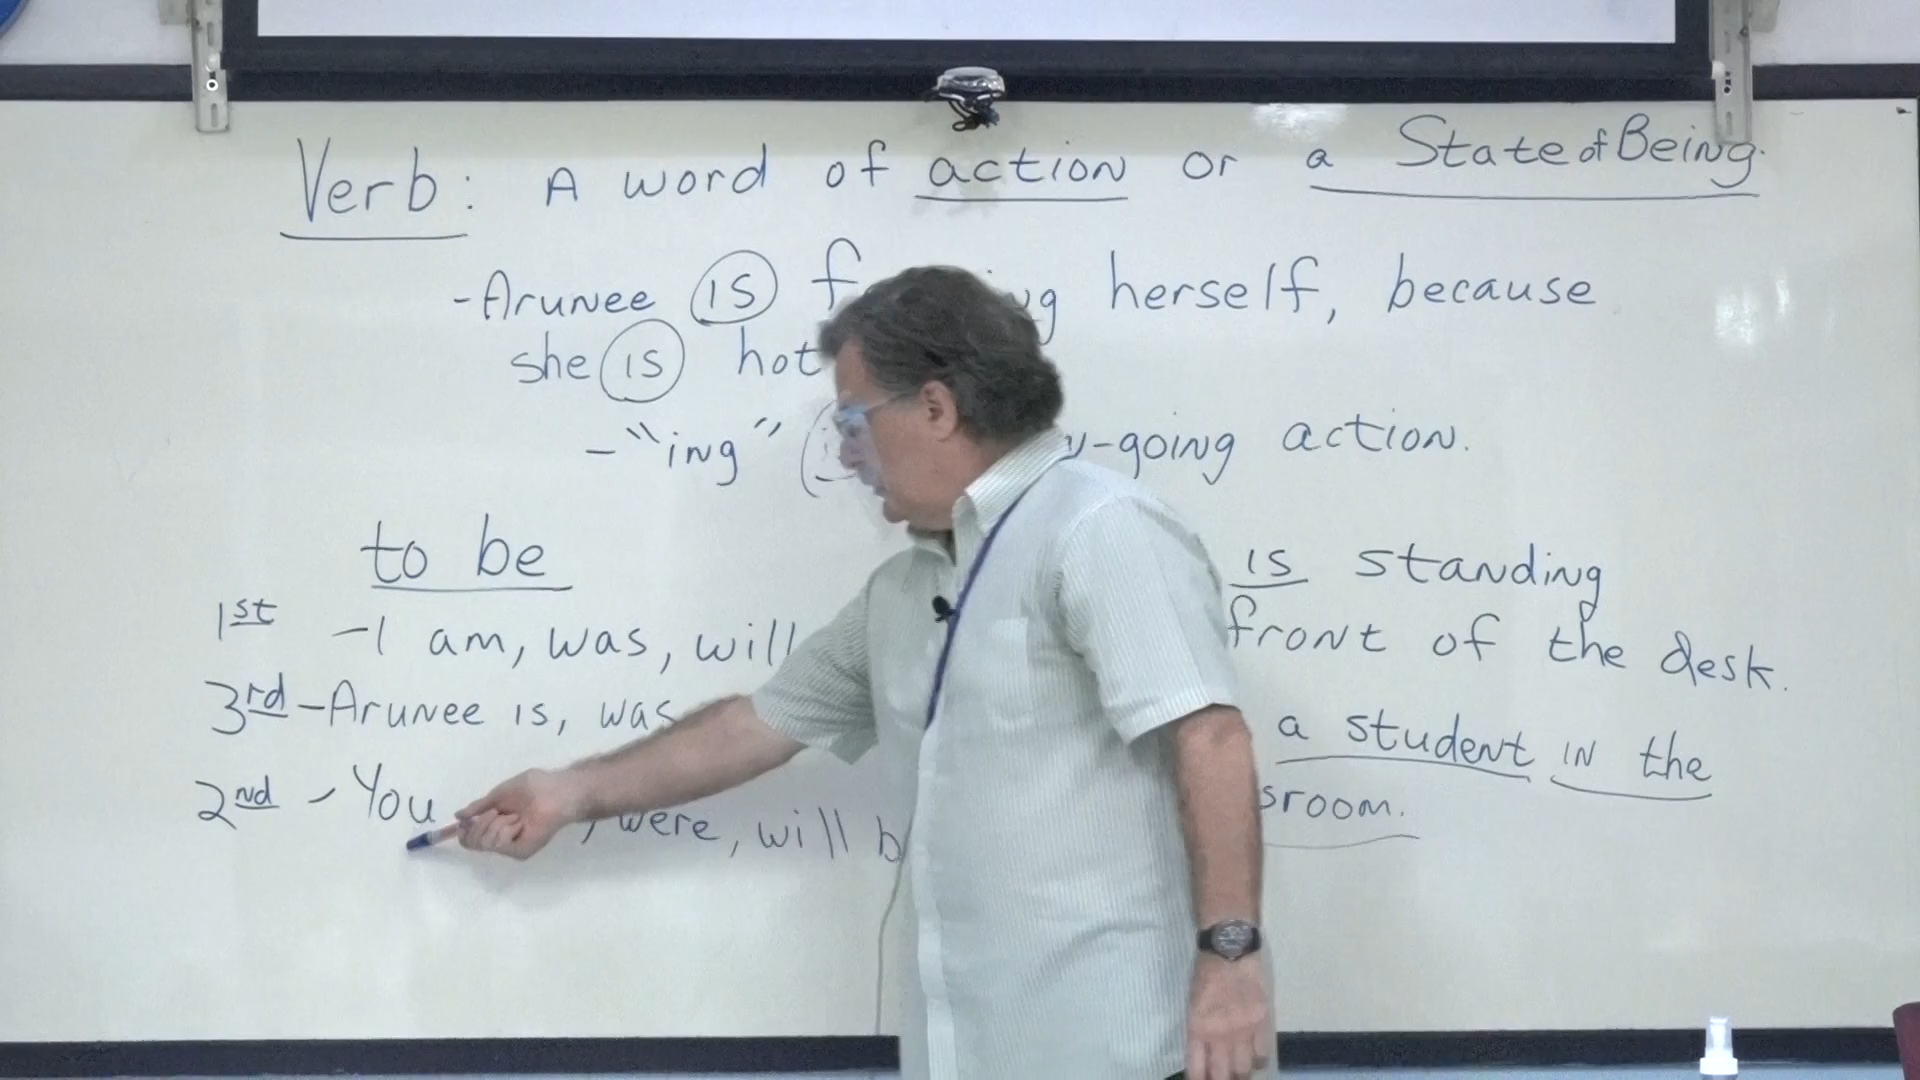 Verb: A word of action or a State of Being.
- Arunee is herself, because
she is hot
- "ing" -going action.
to be
1st - I am, was, will
3rd - Arunee is, was
2nd - You , were, will
is standing
front of the desk.
a student in the